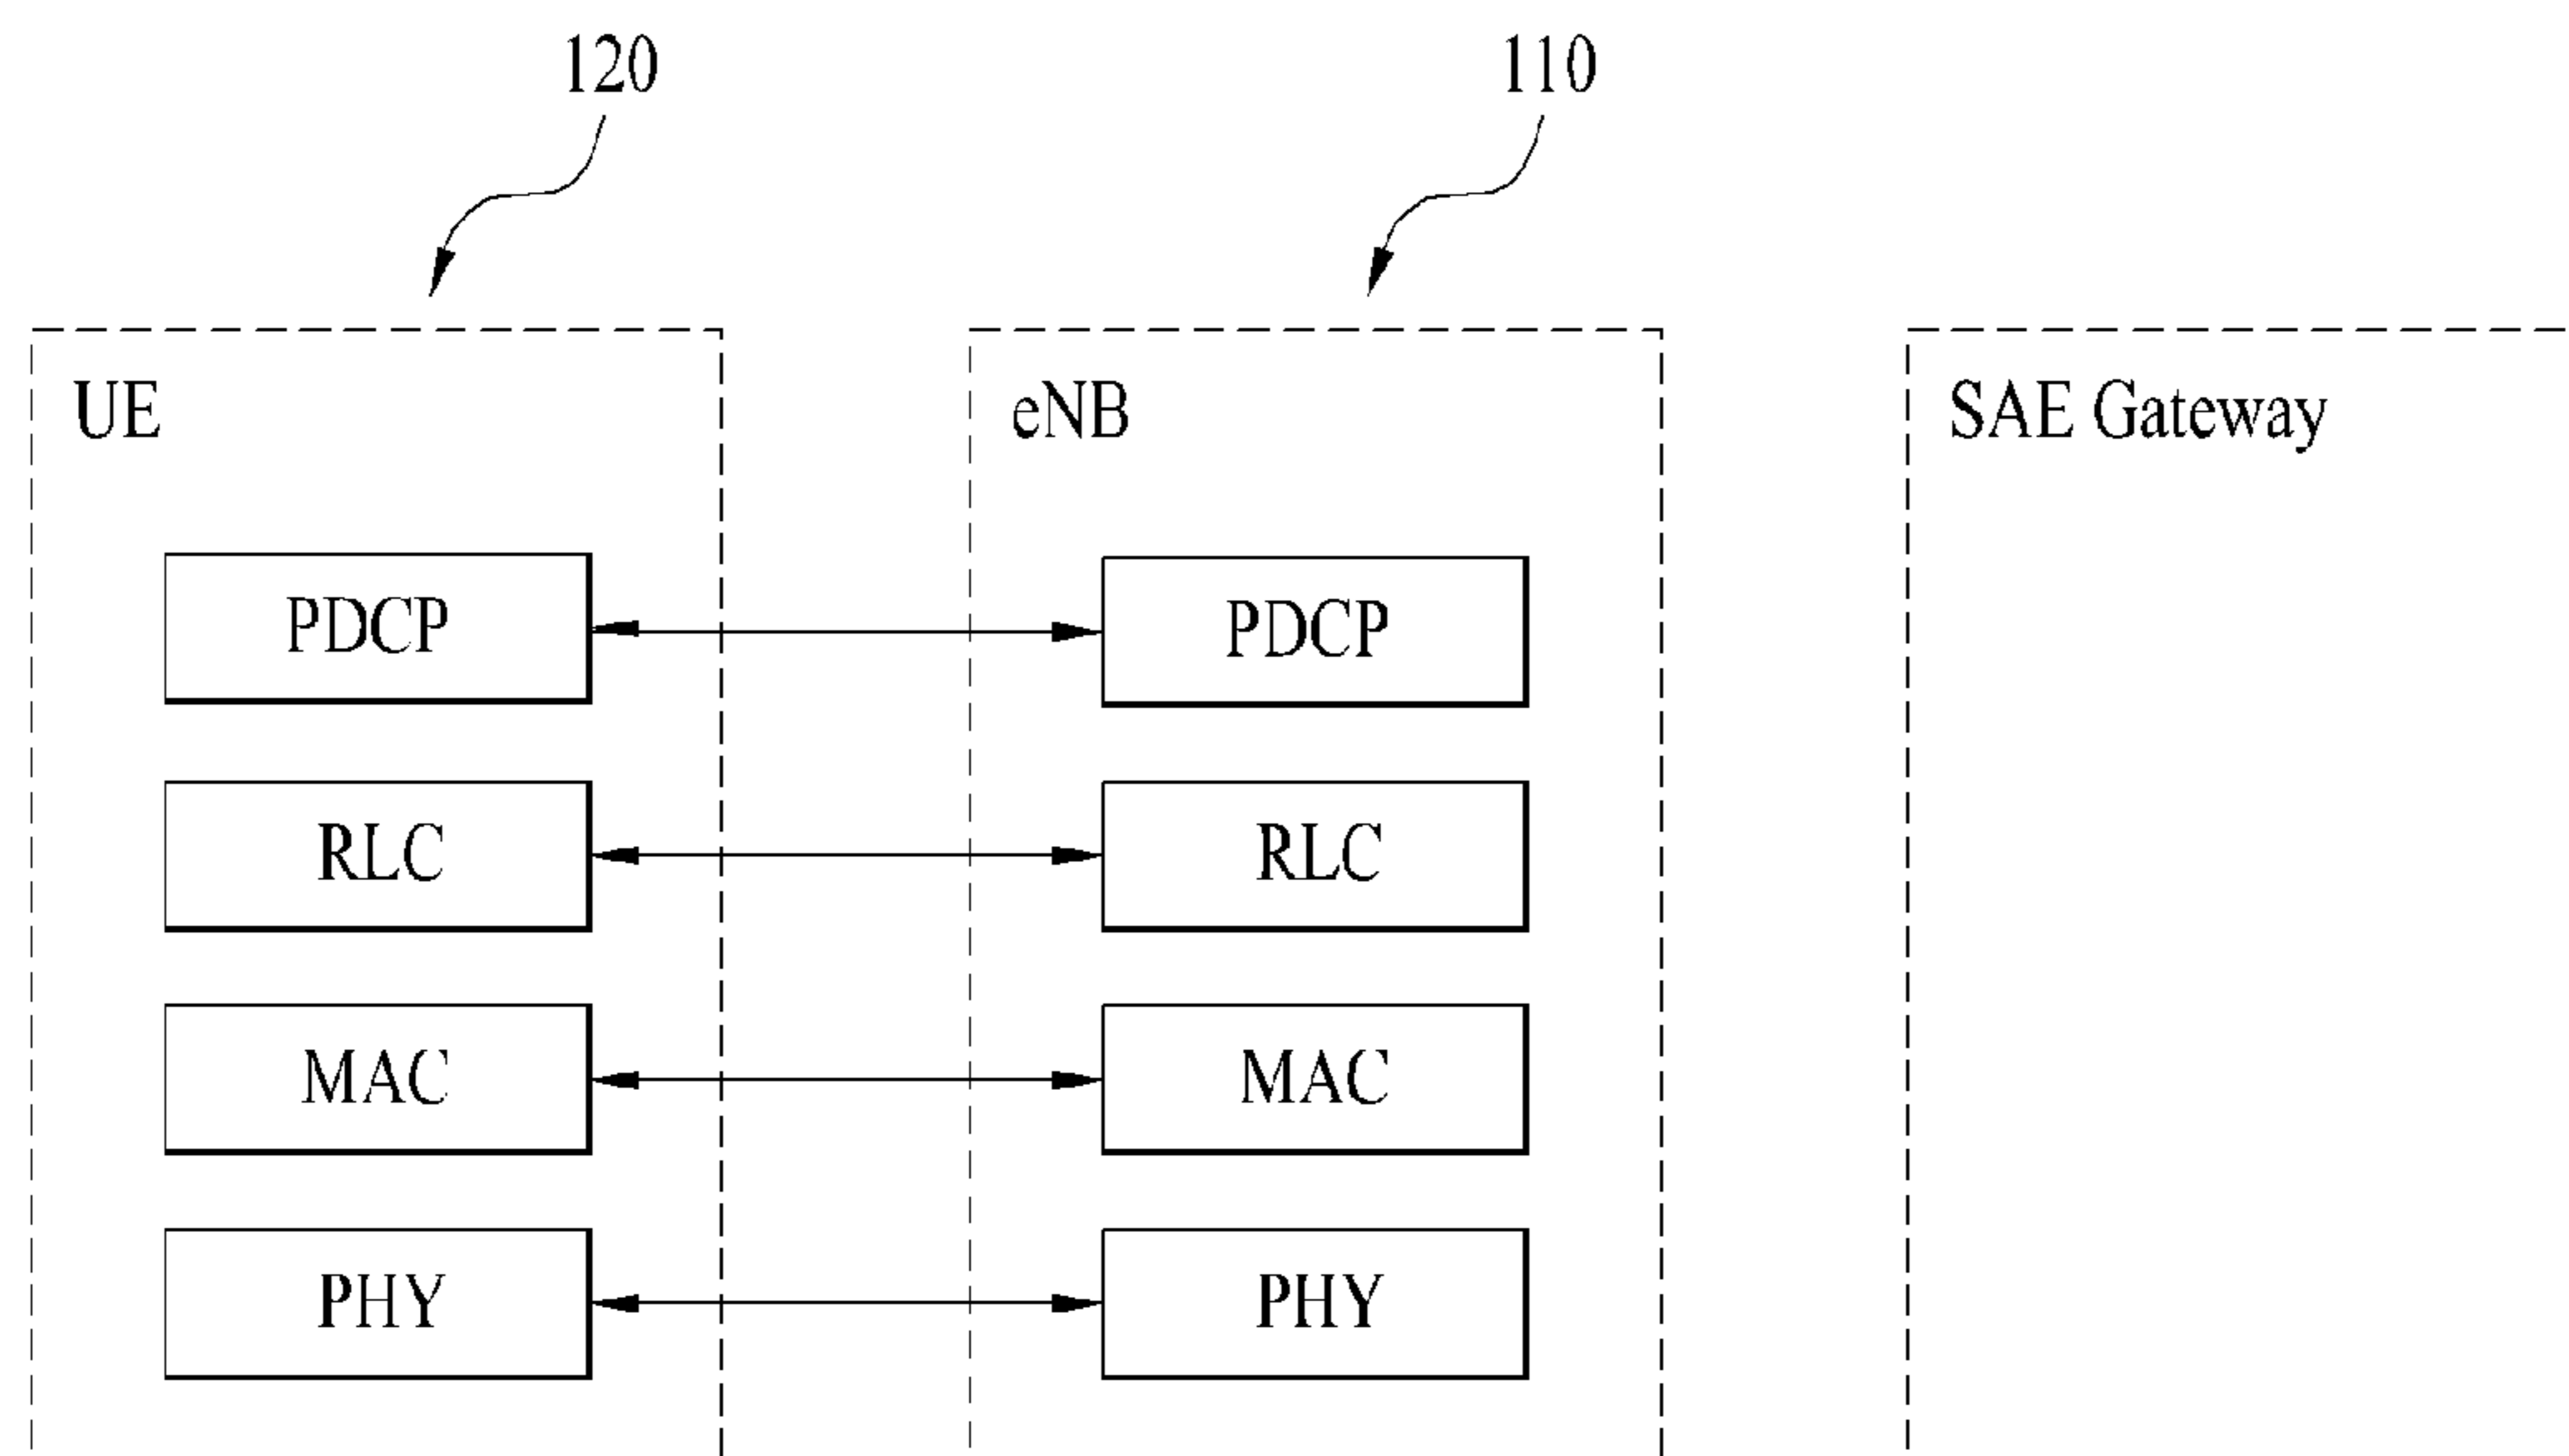 120 110
UE eNB SAE Gateway
PDCP PDCP
RLC RLC
MAC MAC
PHY PHY